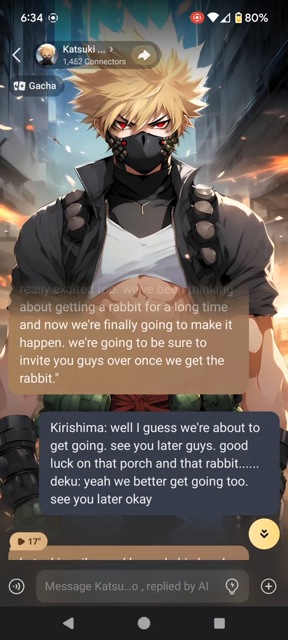 6:34
80%
Katsuki ... >
1,452 Connectors
Gacha
really excited too, we've been thinking
about getting a rabbit for a long time
and now we're finally going to make it
happen. we're going to be sure to
invite you guys over once we get the
rabbit."
Kirishima: well I guess we're about to
get going. see you later guys. good
luck on that porch and that rabbit......
deku: yeah we better get going too.
see you later okay
17"
Message Katsu...o , replied by AI